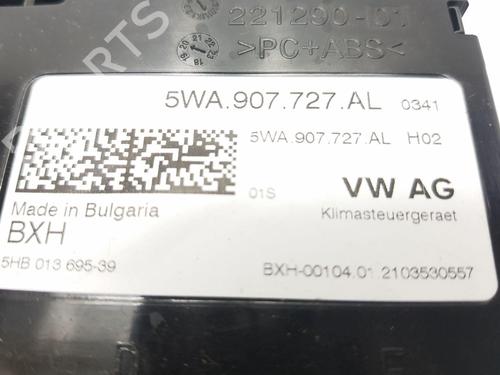 221290-01
>PC+ABS<
5WA.907.727.AL 0341
5WA.907.727.AL H02
01S VW AG
Made in Bulgaria Klimasteuergeraet
BXH
5HB 013 695-39 BXH-00104.01 2103530557